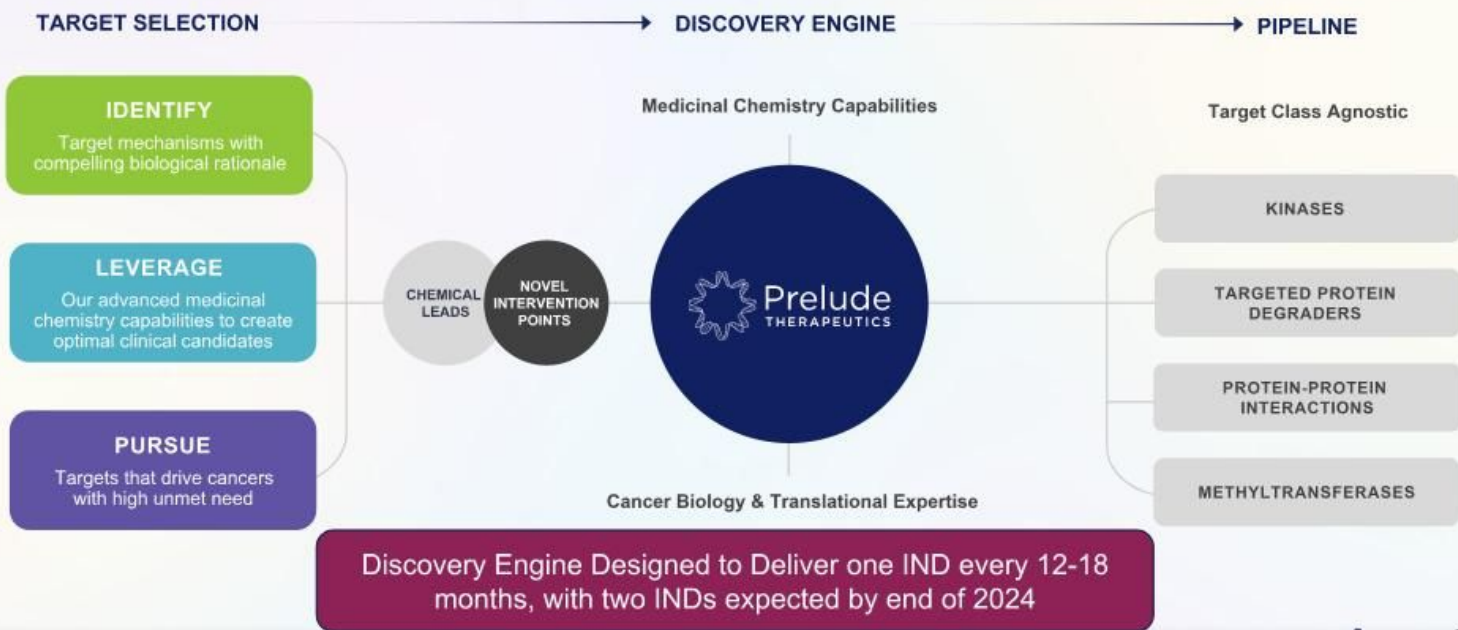 TARGET SELECTION
DISCOVERY ENGINE
PIPELINE
IDENTIFY
Target mechanisms with
compelling biological rationale
LEVERAGE
Our advanced medicinal
chemistry capabilities to create
optimal clinical candidates
PURSUE
Targets that drive cancers
with high unmet need
CHEMICAL
LEADS
NOVEL
INTERVENTION
POINTS
Medicinal Chemistry Capabilities
Prelude
THERAPEUTICS
Cancer Biology & Translational Expertise
Target Class Agnostic
KINASES
TARGETED PROTEIN
DEGRADERS
PROTEIN-PROTEIN
INTERACTIONS
METHYLTRANSFERASES
Discovery Engine Designed to Deliver one IND every 12-18
months, with two INDs expected by end of 2024